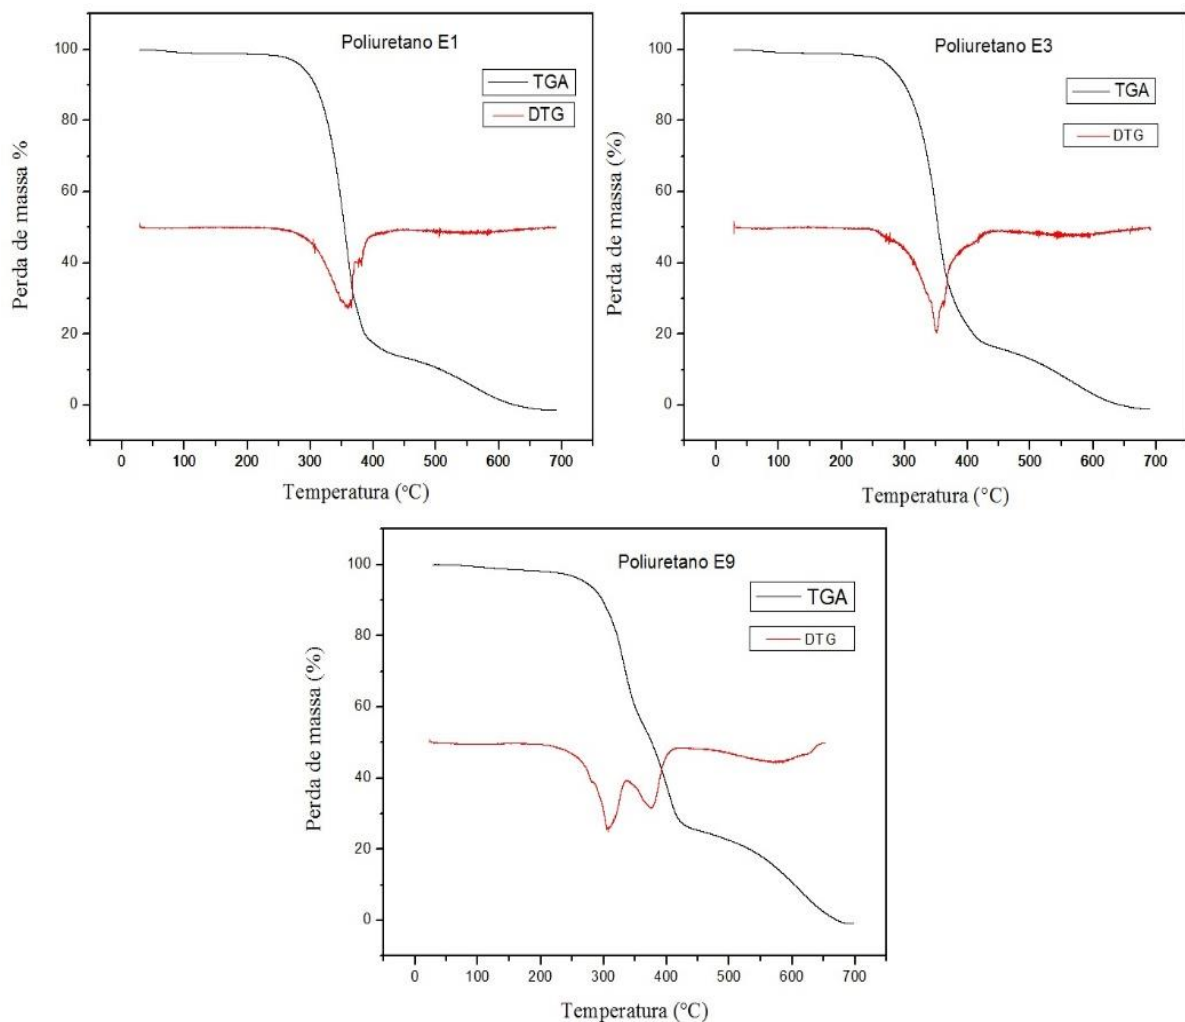 Poliuretano E1
TGA
DTG
Perda de massa %
100
80
60
40
20
0
0 100 200 300 400 500 600 700
Temperatura (°C)
Poliuretano E3
TGA
DTG
Perda de massa (%)
100
80
60
40
20
0
0 100 200 300 400 500 600 700
Temperatura (°C)
Poliuretano E9
TGA
DTG
Perda de massa (%)
100
80
60
40
20
0
0 100 200 300 400 500 600 700
Temperatura (°C)